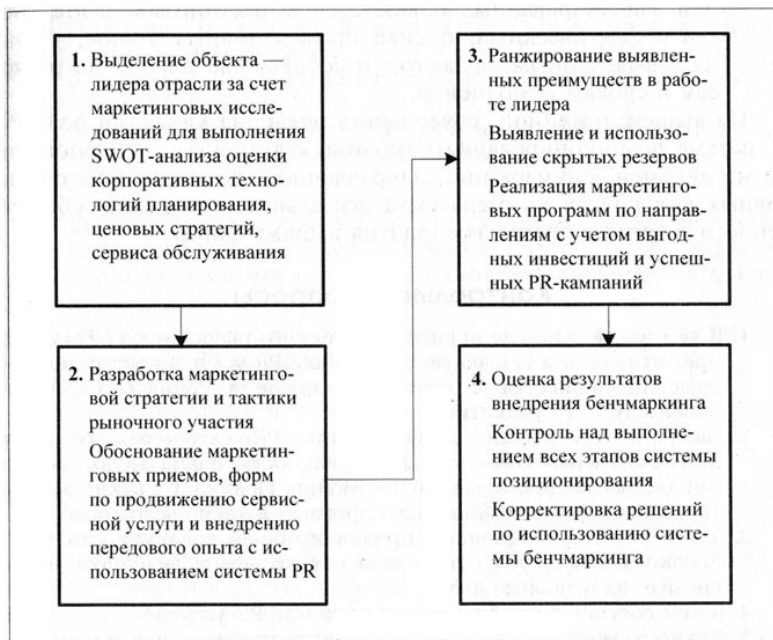 1. Выделение объекта
лидера отрасли за счет
маркетинговых иссле-
дований для выполнения
SWOT-анализа оценки
корпоративных техно-
логий планирования,
ценовых стратегий,
сервиса обслуживания
2. Разработка маркетинго-
вой стратегии и тактики
рыночного участия
Обоснование маркетин-
говых приемов, форм
по продвижению сервис-
ной услуги и внедрению
передового опыта с ис-
пользованием системы PR
3. Ранжирование выявлен-
ных преимуществ в рабо-
те лидера
Выявление и использо-
вание скрытых резервов
Реализация маркетинго-
вых программ по направ-
лениям с учетом выгод-
ных инвестиций и успеш-
ных PR-кампаний
4. Оценка результатов
внедрения бенчмаркинга
Контроль над выполне-
нием всех этапов системы
позиционирования
Корректировка решений
по использованию систе-
мы бенчмаркинга